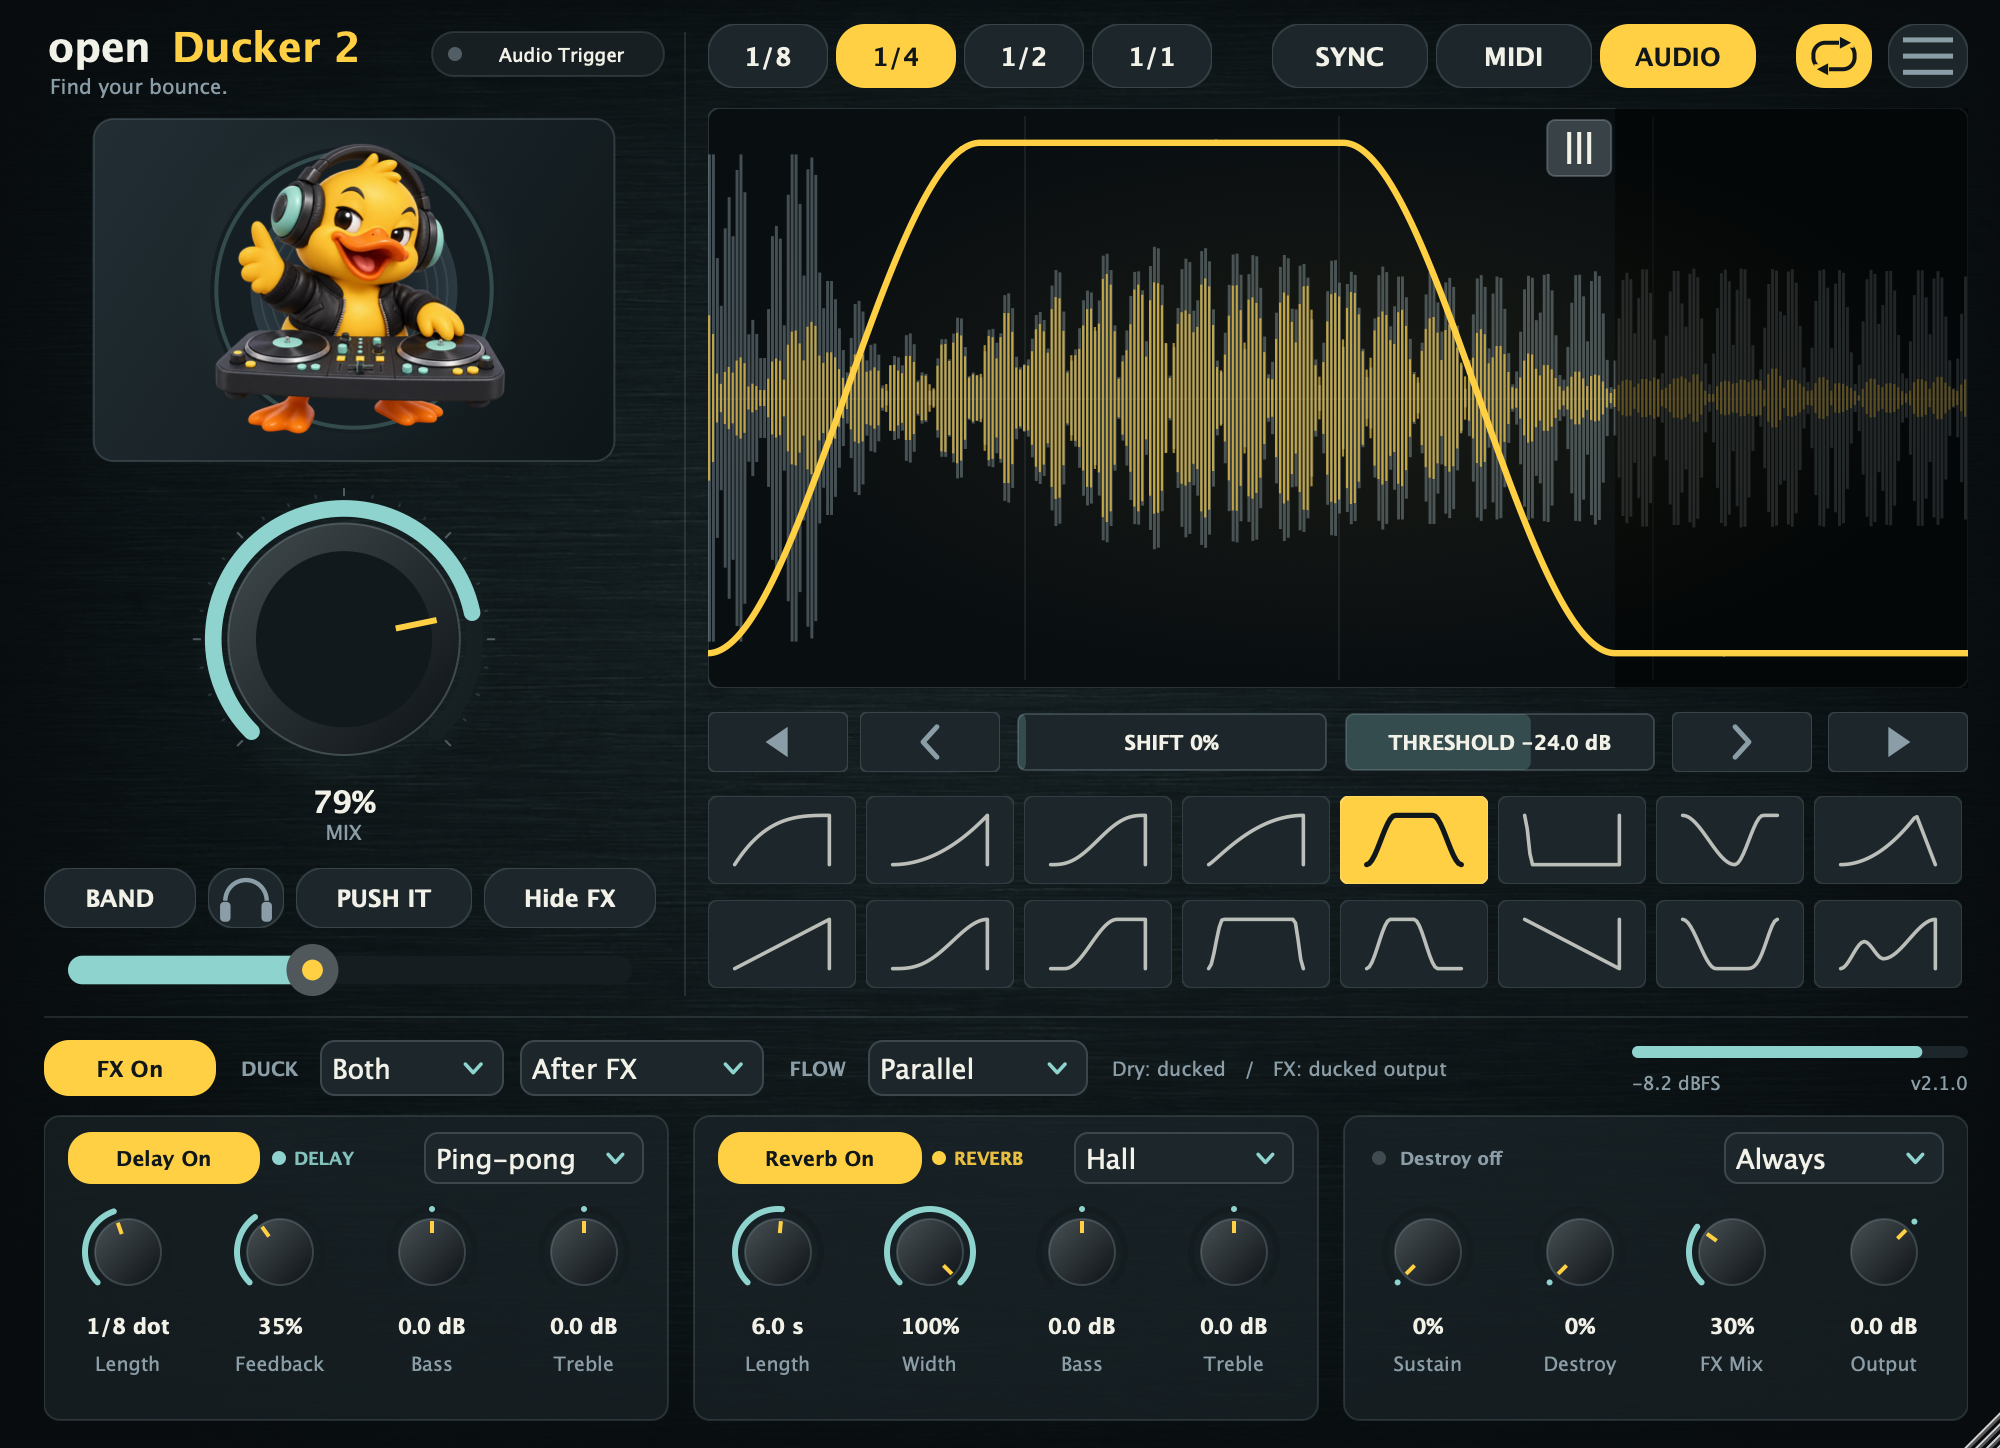 open Ducker 2
Find your bounce.
Audio Trigger
1/8
1/4
1/2
1/1
SYNC
MIDI
AUDIO
79%
MIX
BAND
PUSH IT
Hide FX
SHIFT 0%
THRESHOLD -24.0 dB
FX On
DUCK
Both
After FX
FLOW
Parallel
Dry: ducked / FX: ducked output
-8.2 dBFS
v2.1.0
Delay On
DELAY
Ping-pong
1/8 dot
35%
0.0 dB
0.0 dB
Length
Feedback
Bass
Treble
Reverb On
REVERB
Hall
6.0 s
100%
0.0 dB
0.0 dB
Length
Width
Bass
Treble
Destroy off
Always
0%
0%
30%
0.0 dB
Sustain
Destroy
FX Mix
Output